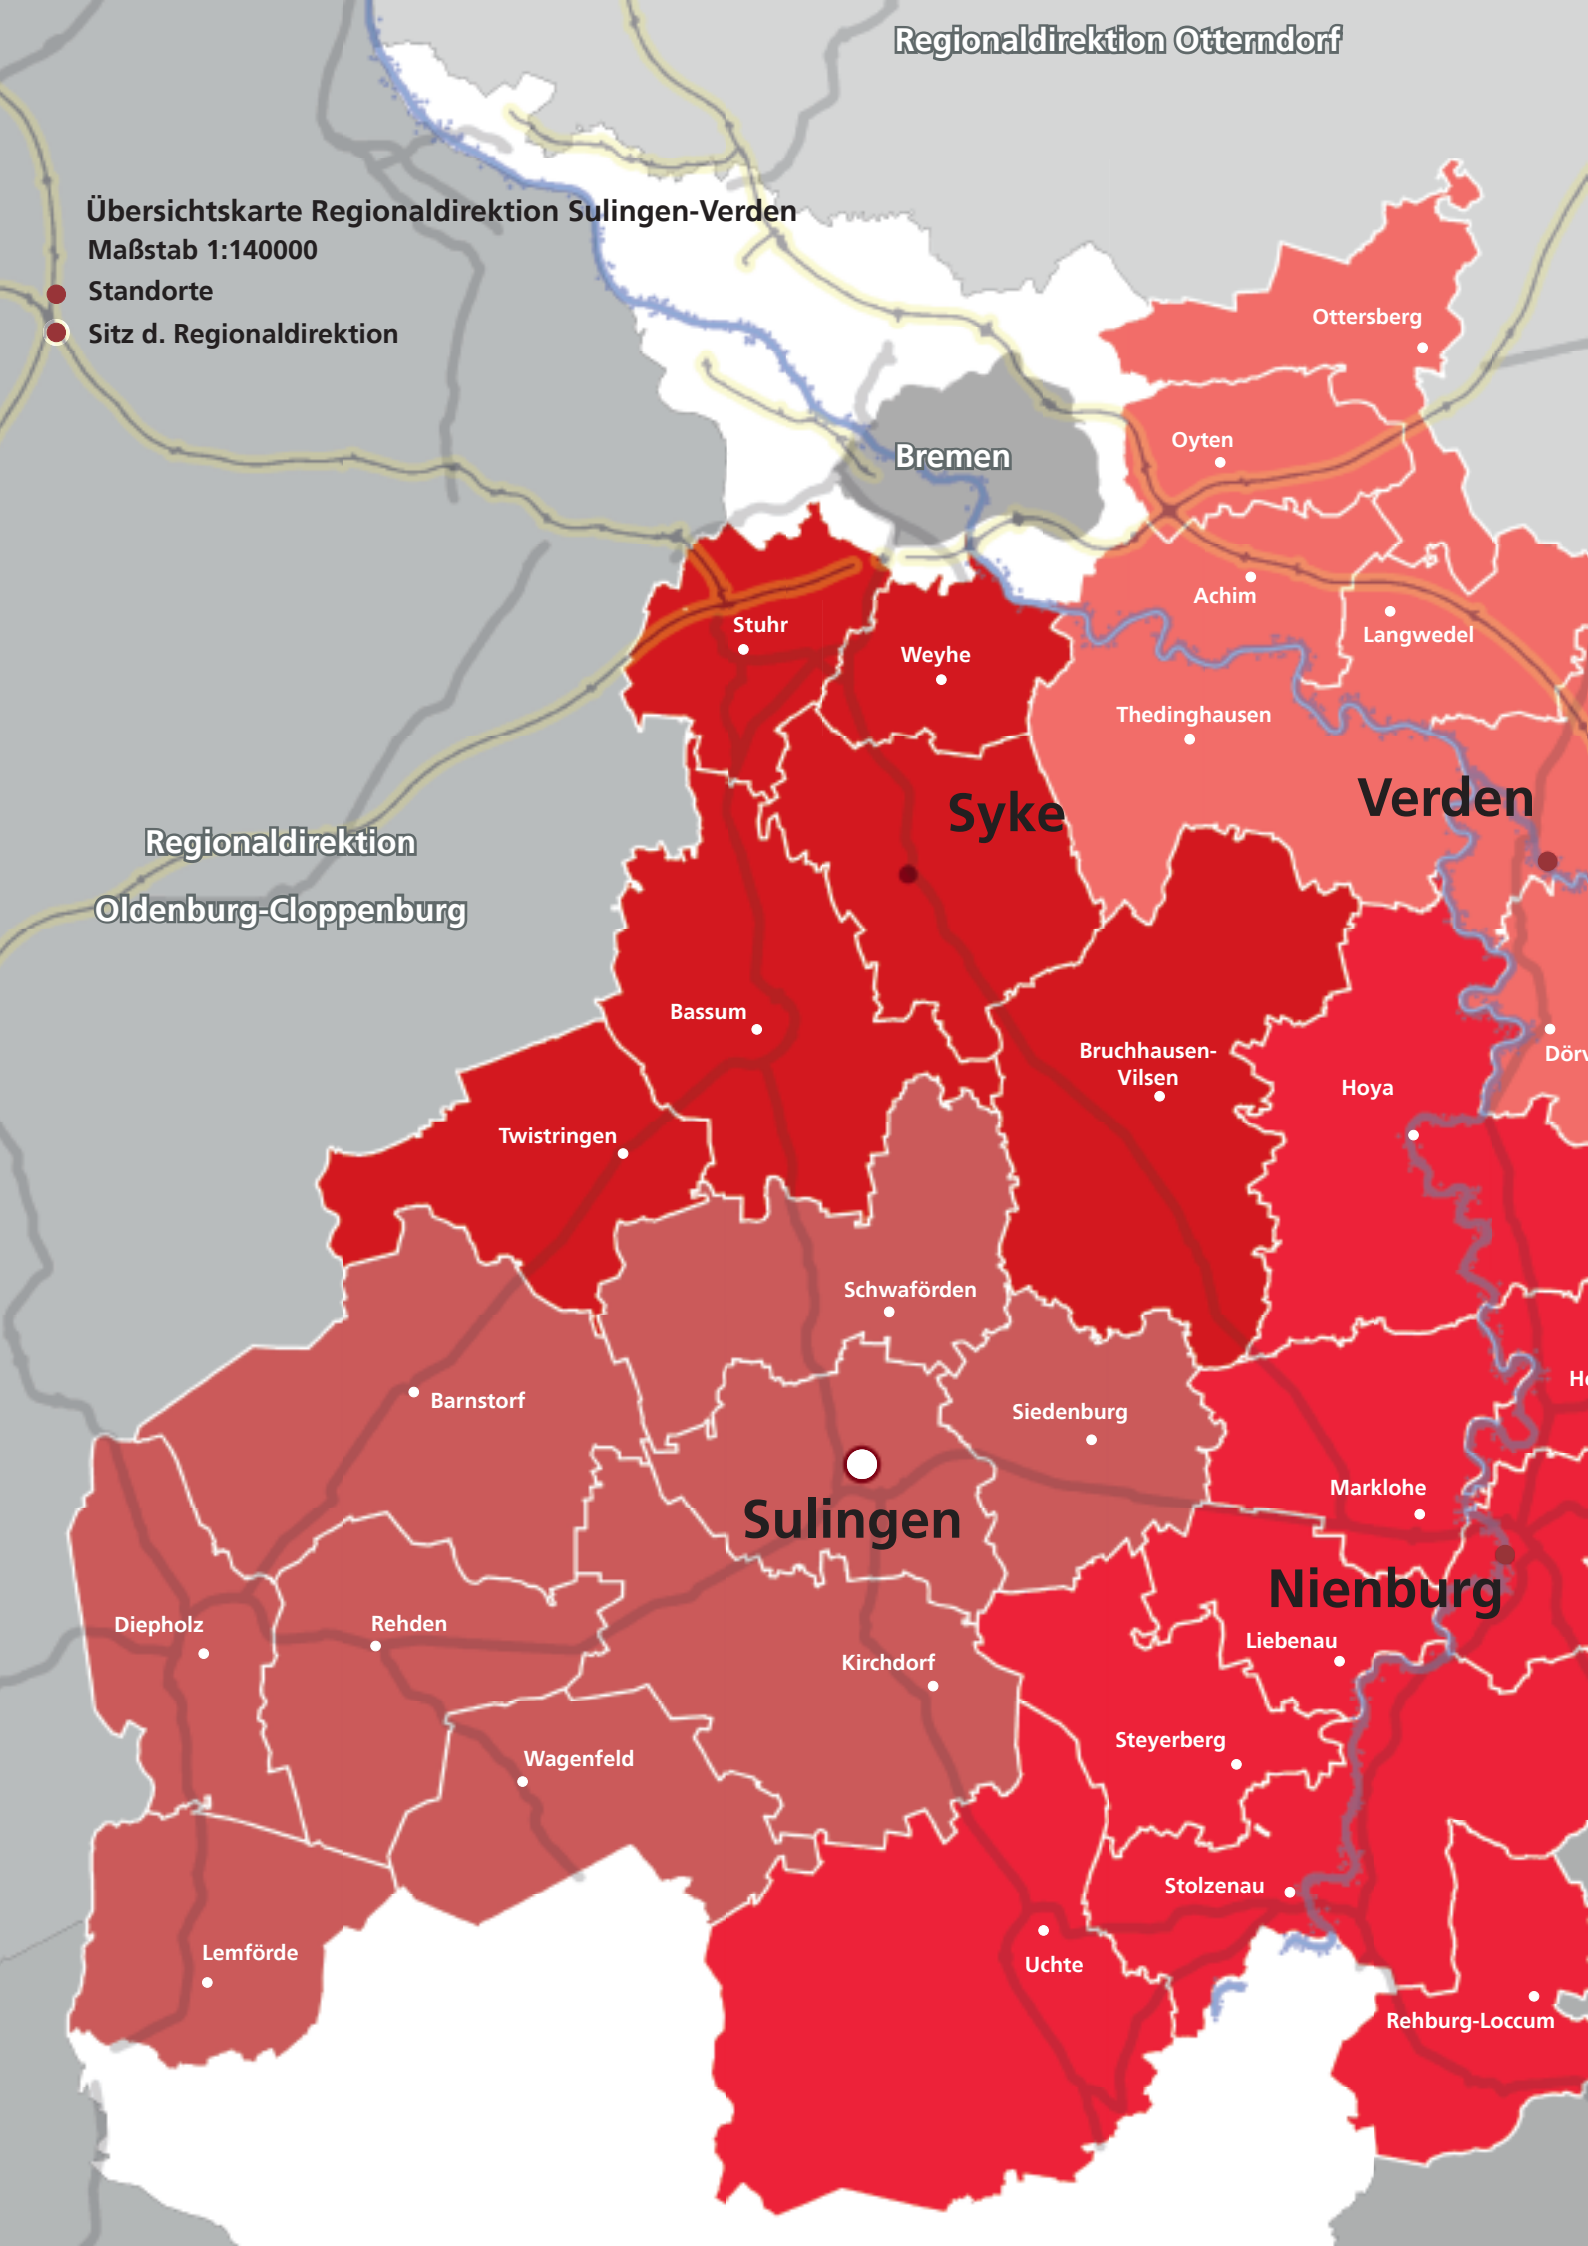 Regionaldirektion Otterndorf
Übersichtskarte Regionaldirektion Sulingen-Verden
Maßstab 1:140000
Standorte
Sitz d. Regionaldirektion
Ottersberg
Oyten
Bremen
Achim
Langwedel
Stuhr
Weyhe
Thedinghausen
Verden
Syke
Regionaldirektion
Oldenburg-Cloppenburg
Bassum
Bruchhausen-
Vilsen
Dörv
Hoya
Twistringen
Schwaförden
Barnstorf
Siedenburg
Marklohe
Sulingen
Nienburg
Diepholz
Rehden
Liebenau
Kirchdorf
Steyerberg
Wagenfeld
Stolzenau
Lemförde
Uchte
Rehburg-Loccum